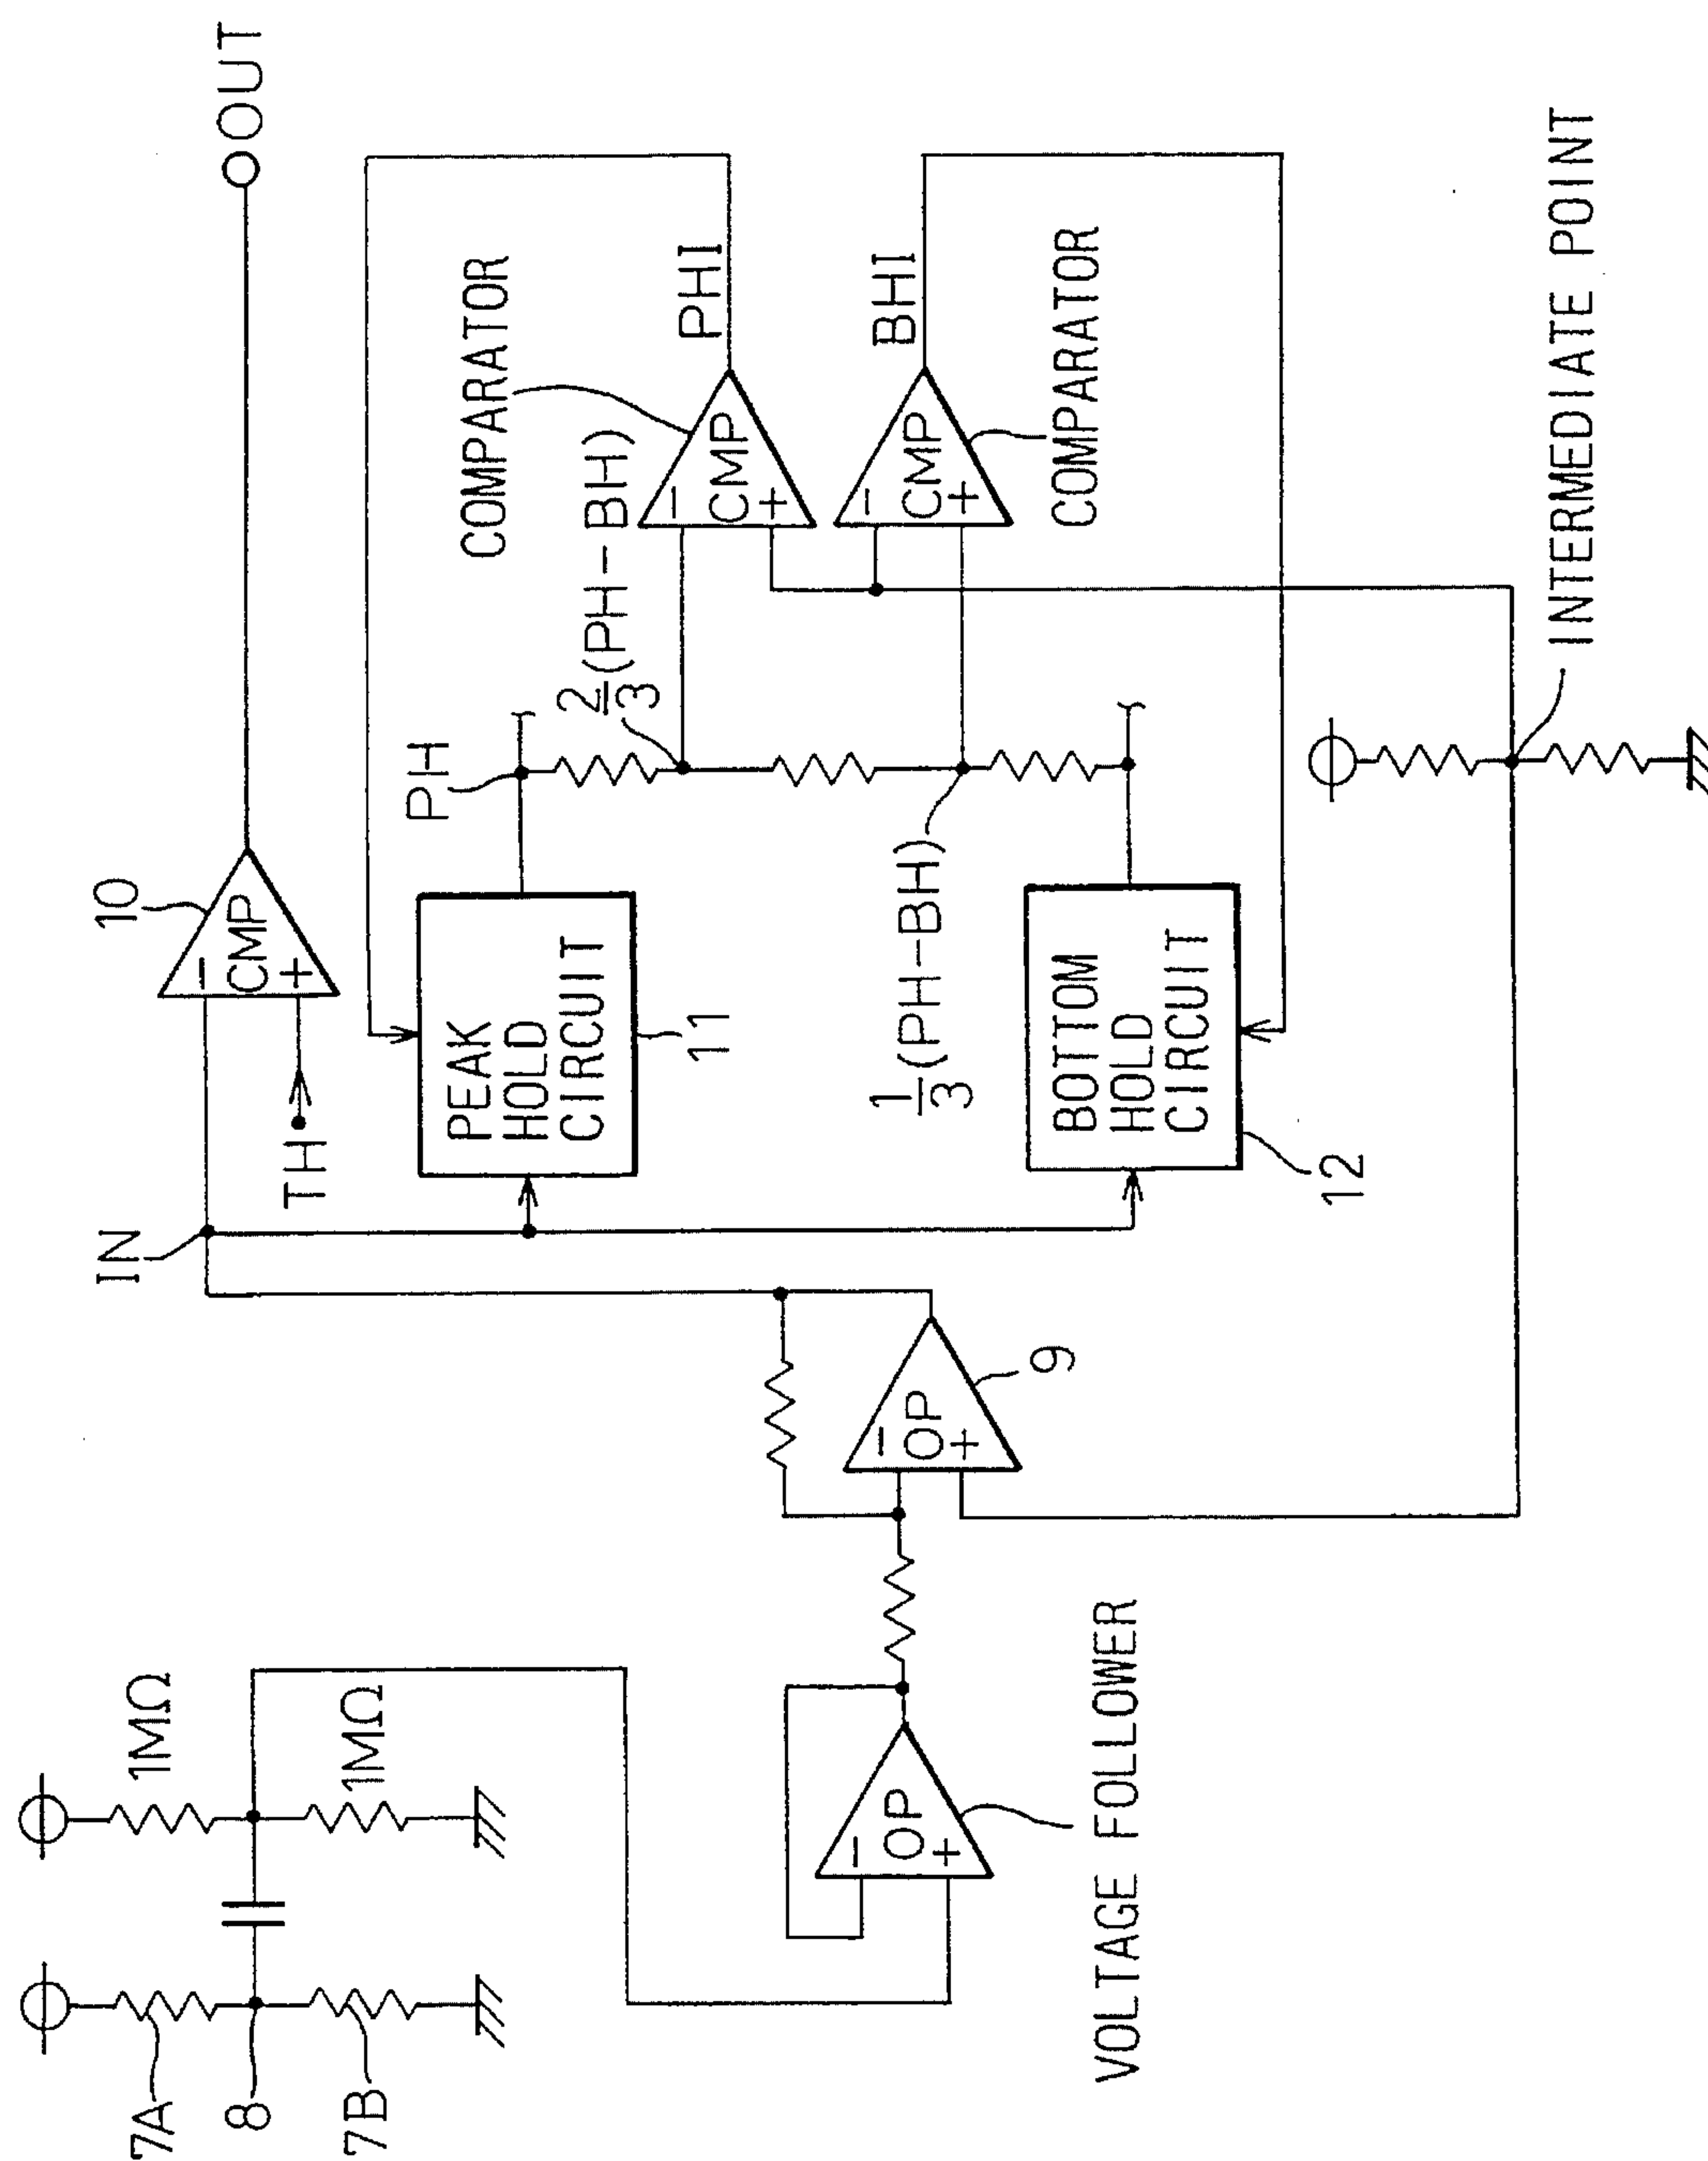 7A
8
7B
1MΩ
1MΩ
− OP +
VOLTAGE FOLLOWER
− OP +
9
IN
TH
− CMP +
10
OUT
PEAK
HOLD
CIRCUIT
11
PH
2/3 (PH−BH)
COMPARATOR
− CMP +
PHI
1/3 (PH−BH)
BOTTOM
HOLD
CIRCUIT
12
− CMP +
BHI
COMPARATOR
INTERMEDIATE POINT